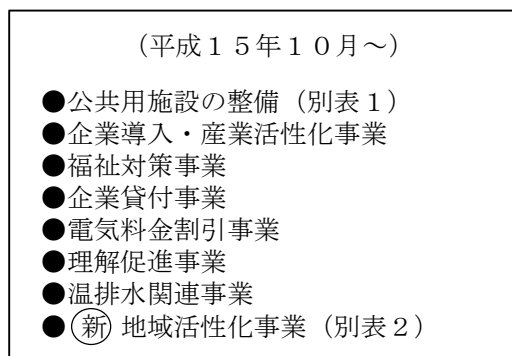 （平成１５年１０月～）
●公共用施設の整備（別表１）
●企業導入・産業活性化事業
●福祉対策事業
●企業貸付事業
●電気料金割引事業
●理解促進事業
●温排水関連事業
●新 地域活性化事業（別表２）